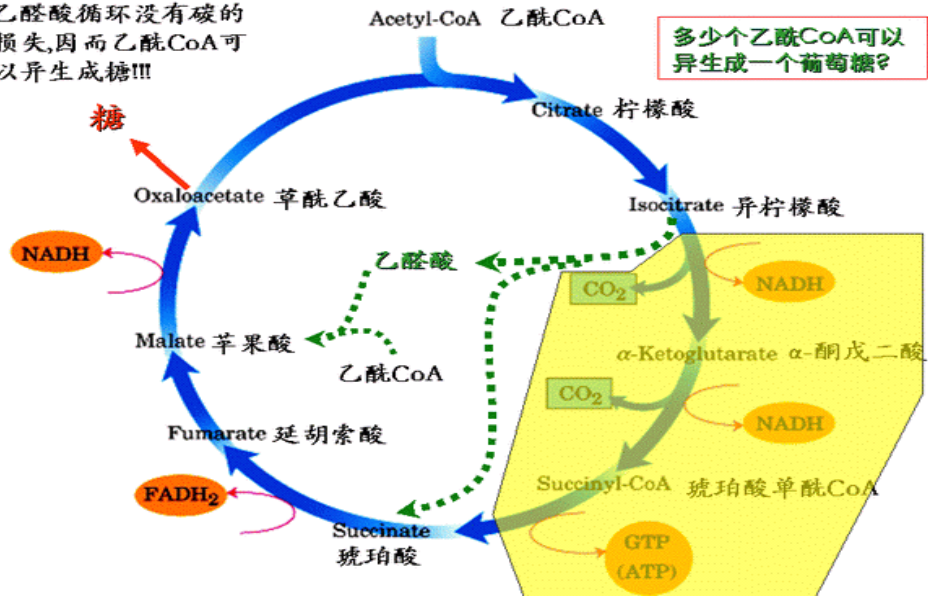 乙醛酸循环没有碳的
损失,因而乙酰CoA可
以异生成糖!!!
Acetyl-CoA 乙酰CoA
多少个乙酰CoA可以
异生成一个葡萄糖?
Citrate 柠檬酸
糖
Oxaloacetate 草酰乙酸
Isocitrate 异柠檬酸
NADH
乙醛酸
CO2
NADH
Malate 苹果酸
α-Ketoglutarate α-酮戊二酸
乙酰CoA
CO2
NADH
Fumarate 延胡索酸
Succinyl-CoA 琥珀酸单酰CoA
FADH2
Succinate
琥珀酸
GTP
(ATP)